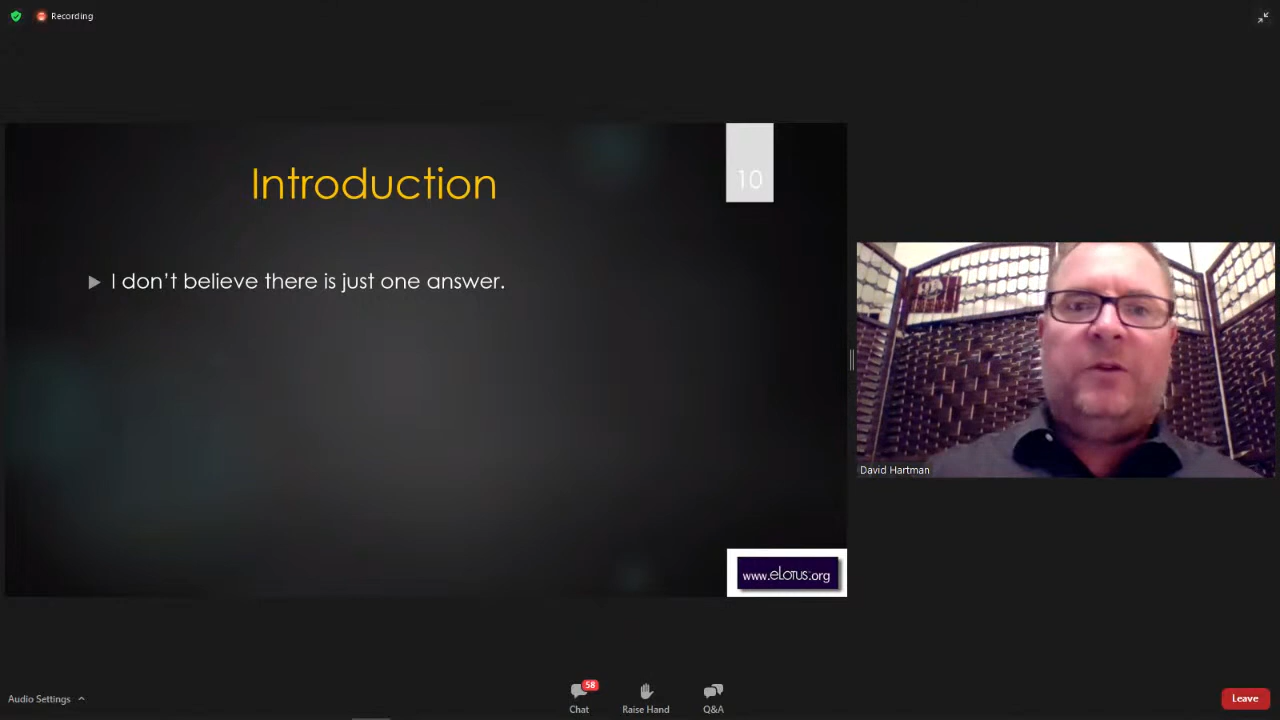 Recording
Introduction
10
I don't believe there is just one answer.
www.eLotus.org
David Hartman
Audio Settings
58
Chat
Raise Hand
Q&A
Leave